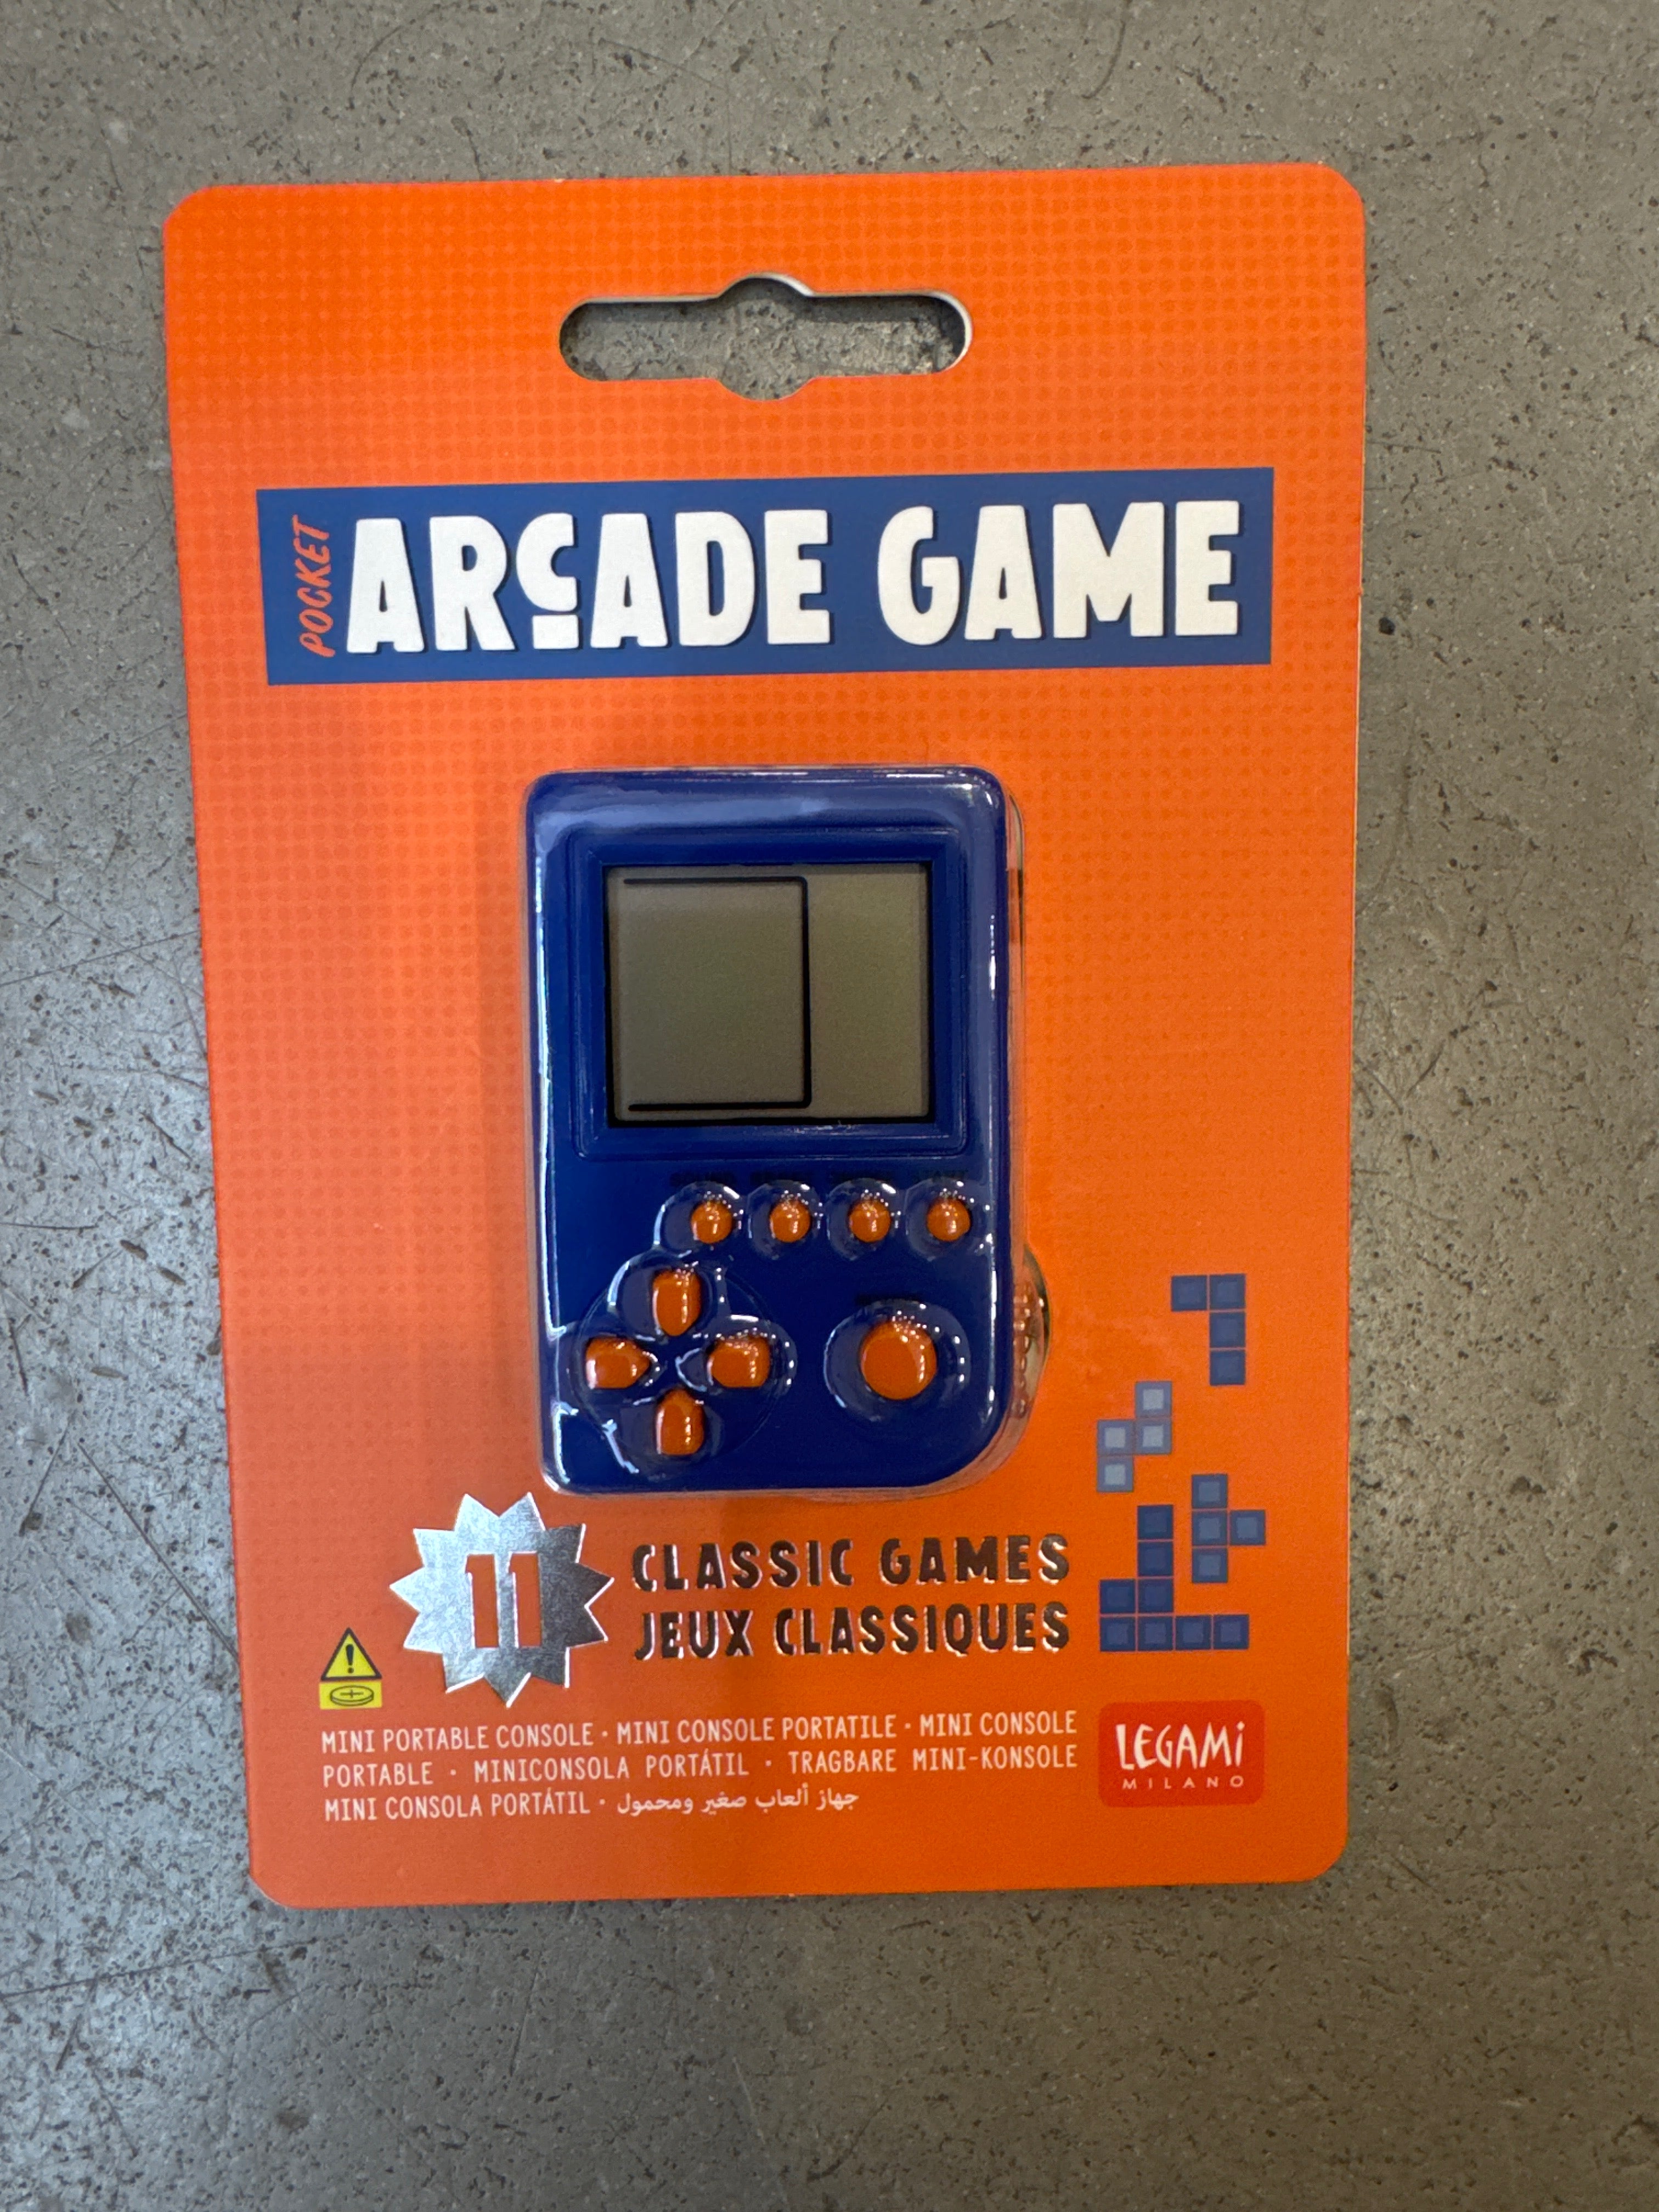 POCKET
ARCADE GAME
11
CLASSIC GAMES
JEUX CLASSIQUES
MINI PORTABLE CONSOLE · MINI CONSOLE PORTATILE · MINI CONSOLE
PORTABLE · MINICONSOLA PORTÁTIL · TRAGBARE MINI-KONSOLE
MINI CONSOLA PORTÁTIL · جهاز ألعاب صغير ومحمول
LEGAMI
MILANO